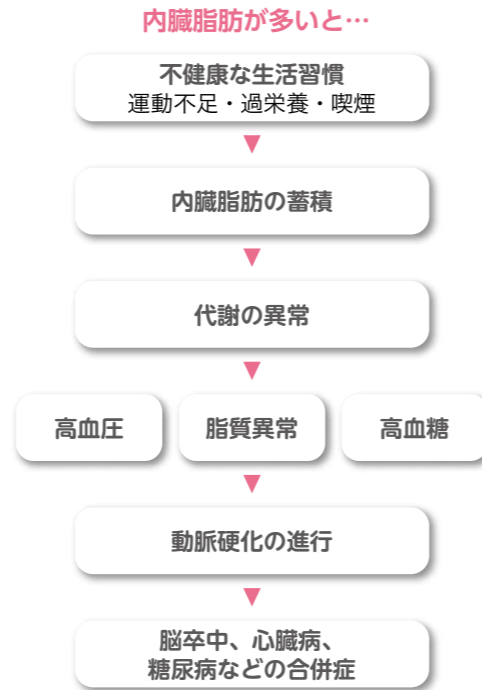 内臓脂肪が多いと…
不健康な生活習慣
運動不足・過栄養・喫煙
▼
内臓脂肪の蓄積
▼
代謝の異常
▼
高血圧
脂質異常
高血糖
▼
動脈硬化の進行
▼
脳卒中、心臓病、
糖尿病などの合併症